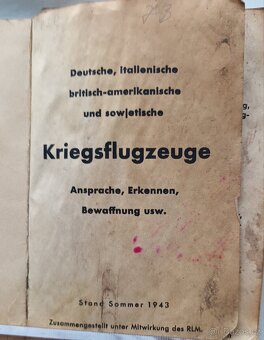 Deutsche, italienische
britisch-amerikanische
und sowjetische
Kriegsflugzeuge
Ansprache, Erkennen,
Bewaffnung usw.
Stand Sommer 1943
Zusammengestellt unter Mitwirkung des RLM.